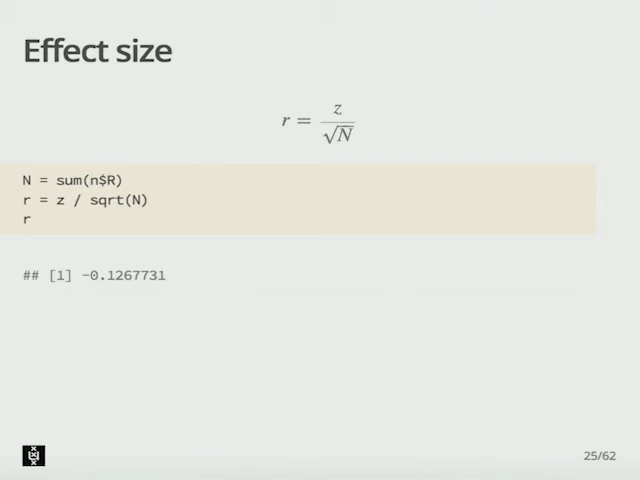 Effect size
r = z / √N
N = sum(n$R)
r = z / sqrt(N)
r
## [1] -0.1267731
25/62